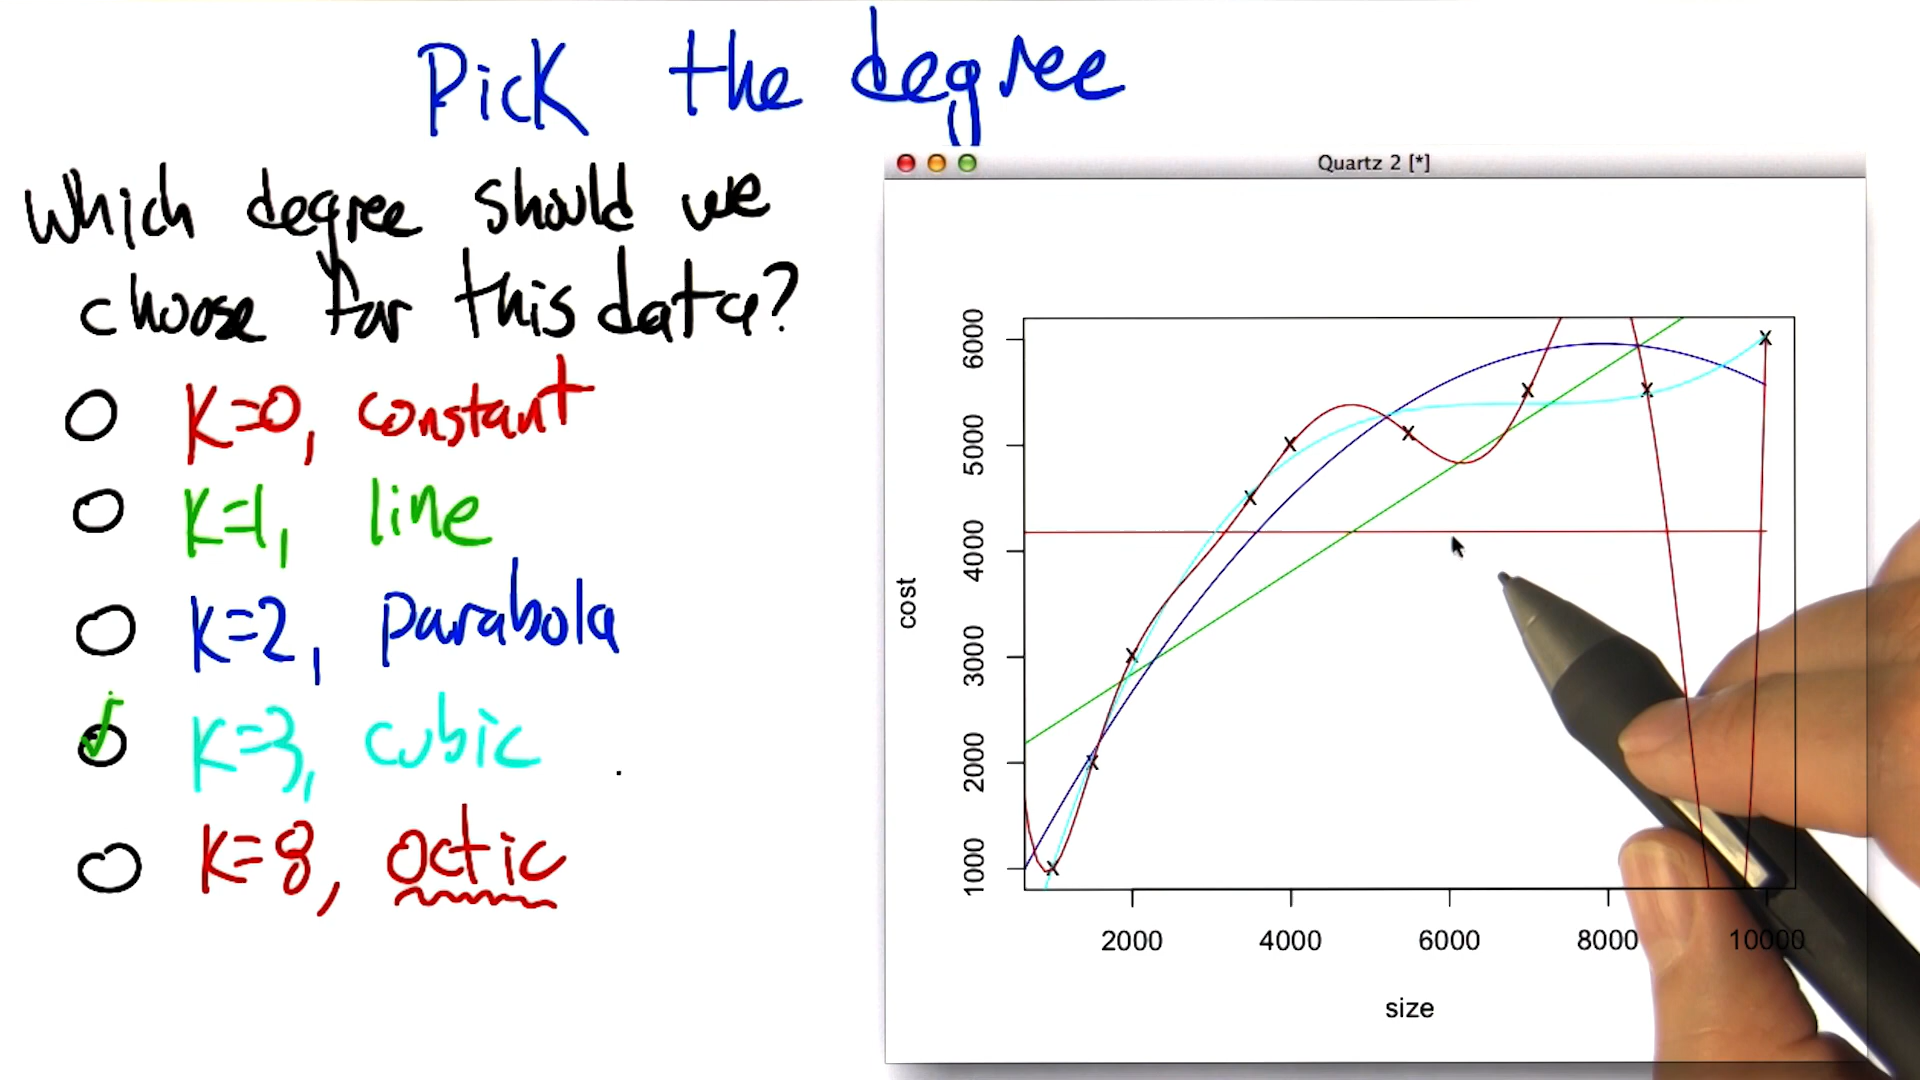 Pick the degree
Which degree should we
choose for this data?
K=0, constant
K=1, line
K=2, parabola
K=3, cubic
K=8, octic
Quartz 2 [*]
6000
5000
4000
3000
2000
1000
cost
2000 4000 6000 8000 10000
size